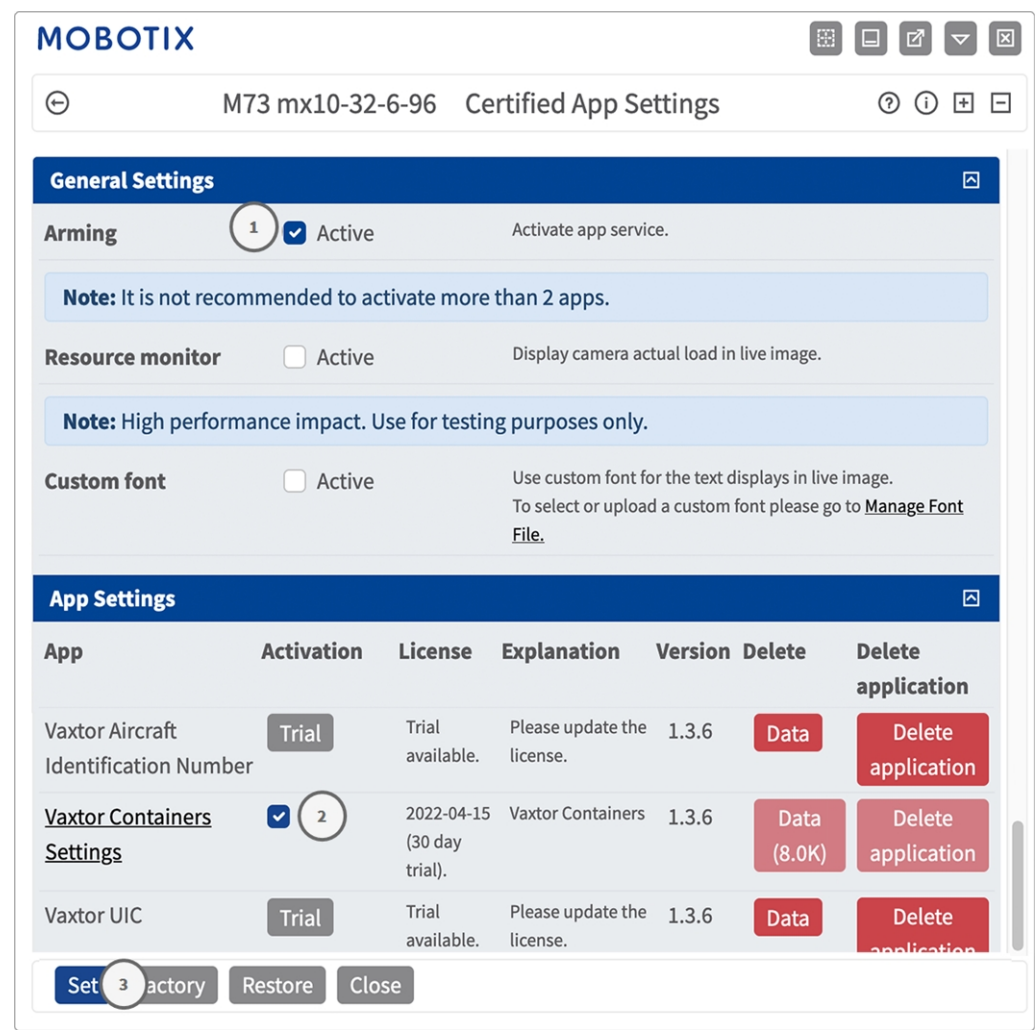 MOBOTIX
M73 mx10-32-6-96 Certified App Settings
General Settings
Arming 1 Active Activate app service.
Note: It is not recommended to activate more than 2 apps.
Resource monitor Active Display camera actual load in live image.
Note: High performance impact. Use for testing purposes only.
Custom font Active Use custom font for the text displays in live image.
To select or upload a custom font please go to Manage Font
File.
App Settings
App Activation License Explanation Version Delete Delete
application
Vaxtor Aircraft Trial Trial Please update the 1.3.6 Data Delete
Identification Number available. license. application
Vaxtor Containers 2 2022-04-15 Vaxtor Containers 1.3.6 Data Delete
Settings (30 day (8.0K) application
trial).
Vaxtor UIC Trial Trial Please update the 1.3.6 Data Delete
available. license. application
Set 3 actory Restore Close